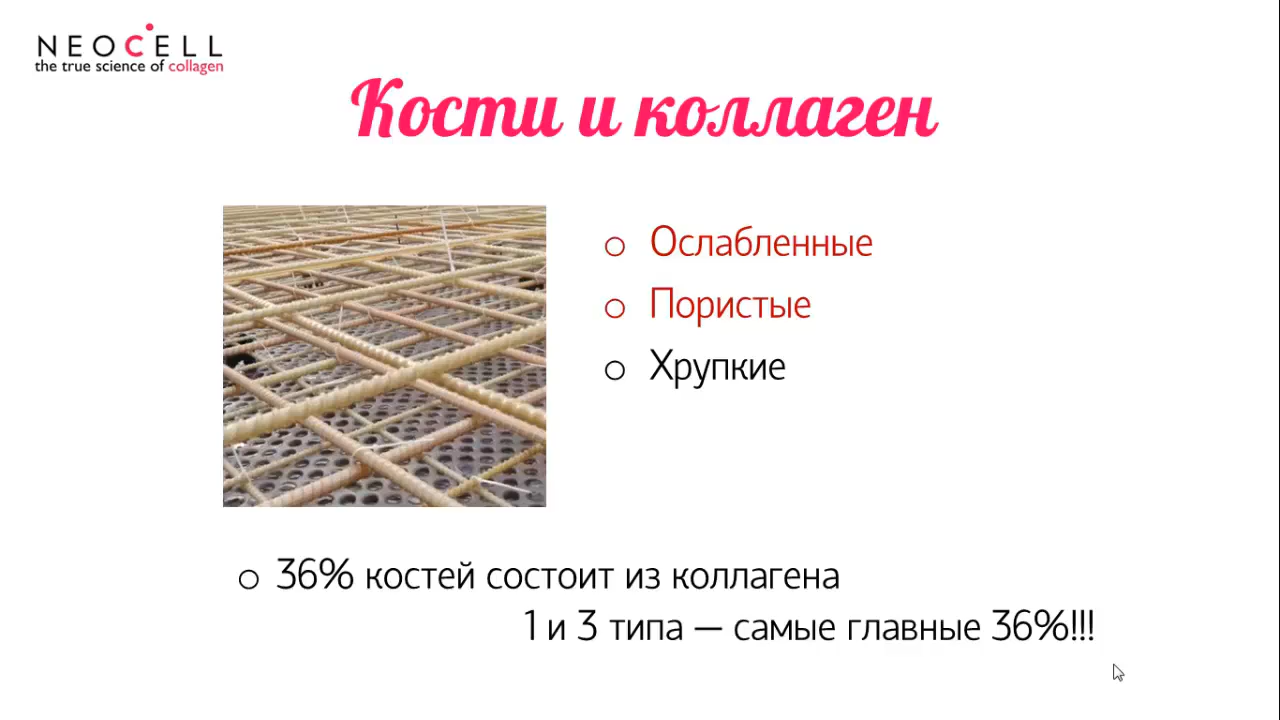 NEOCELL
the true science of collagen
Кости и коллаген
Ослабленные
Пористые
Хрупкие
36% костей состоит из коллагена
1 и 3 типа — самые главные 36%!!!